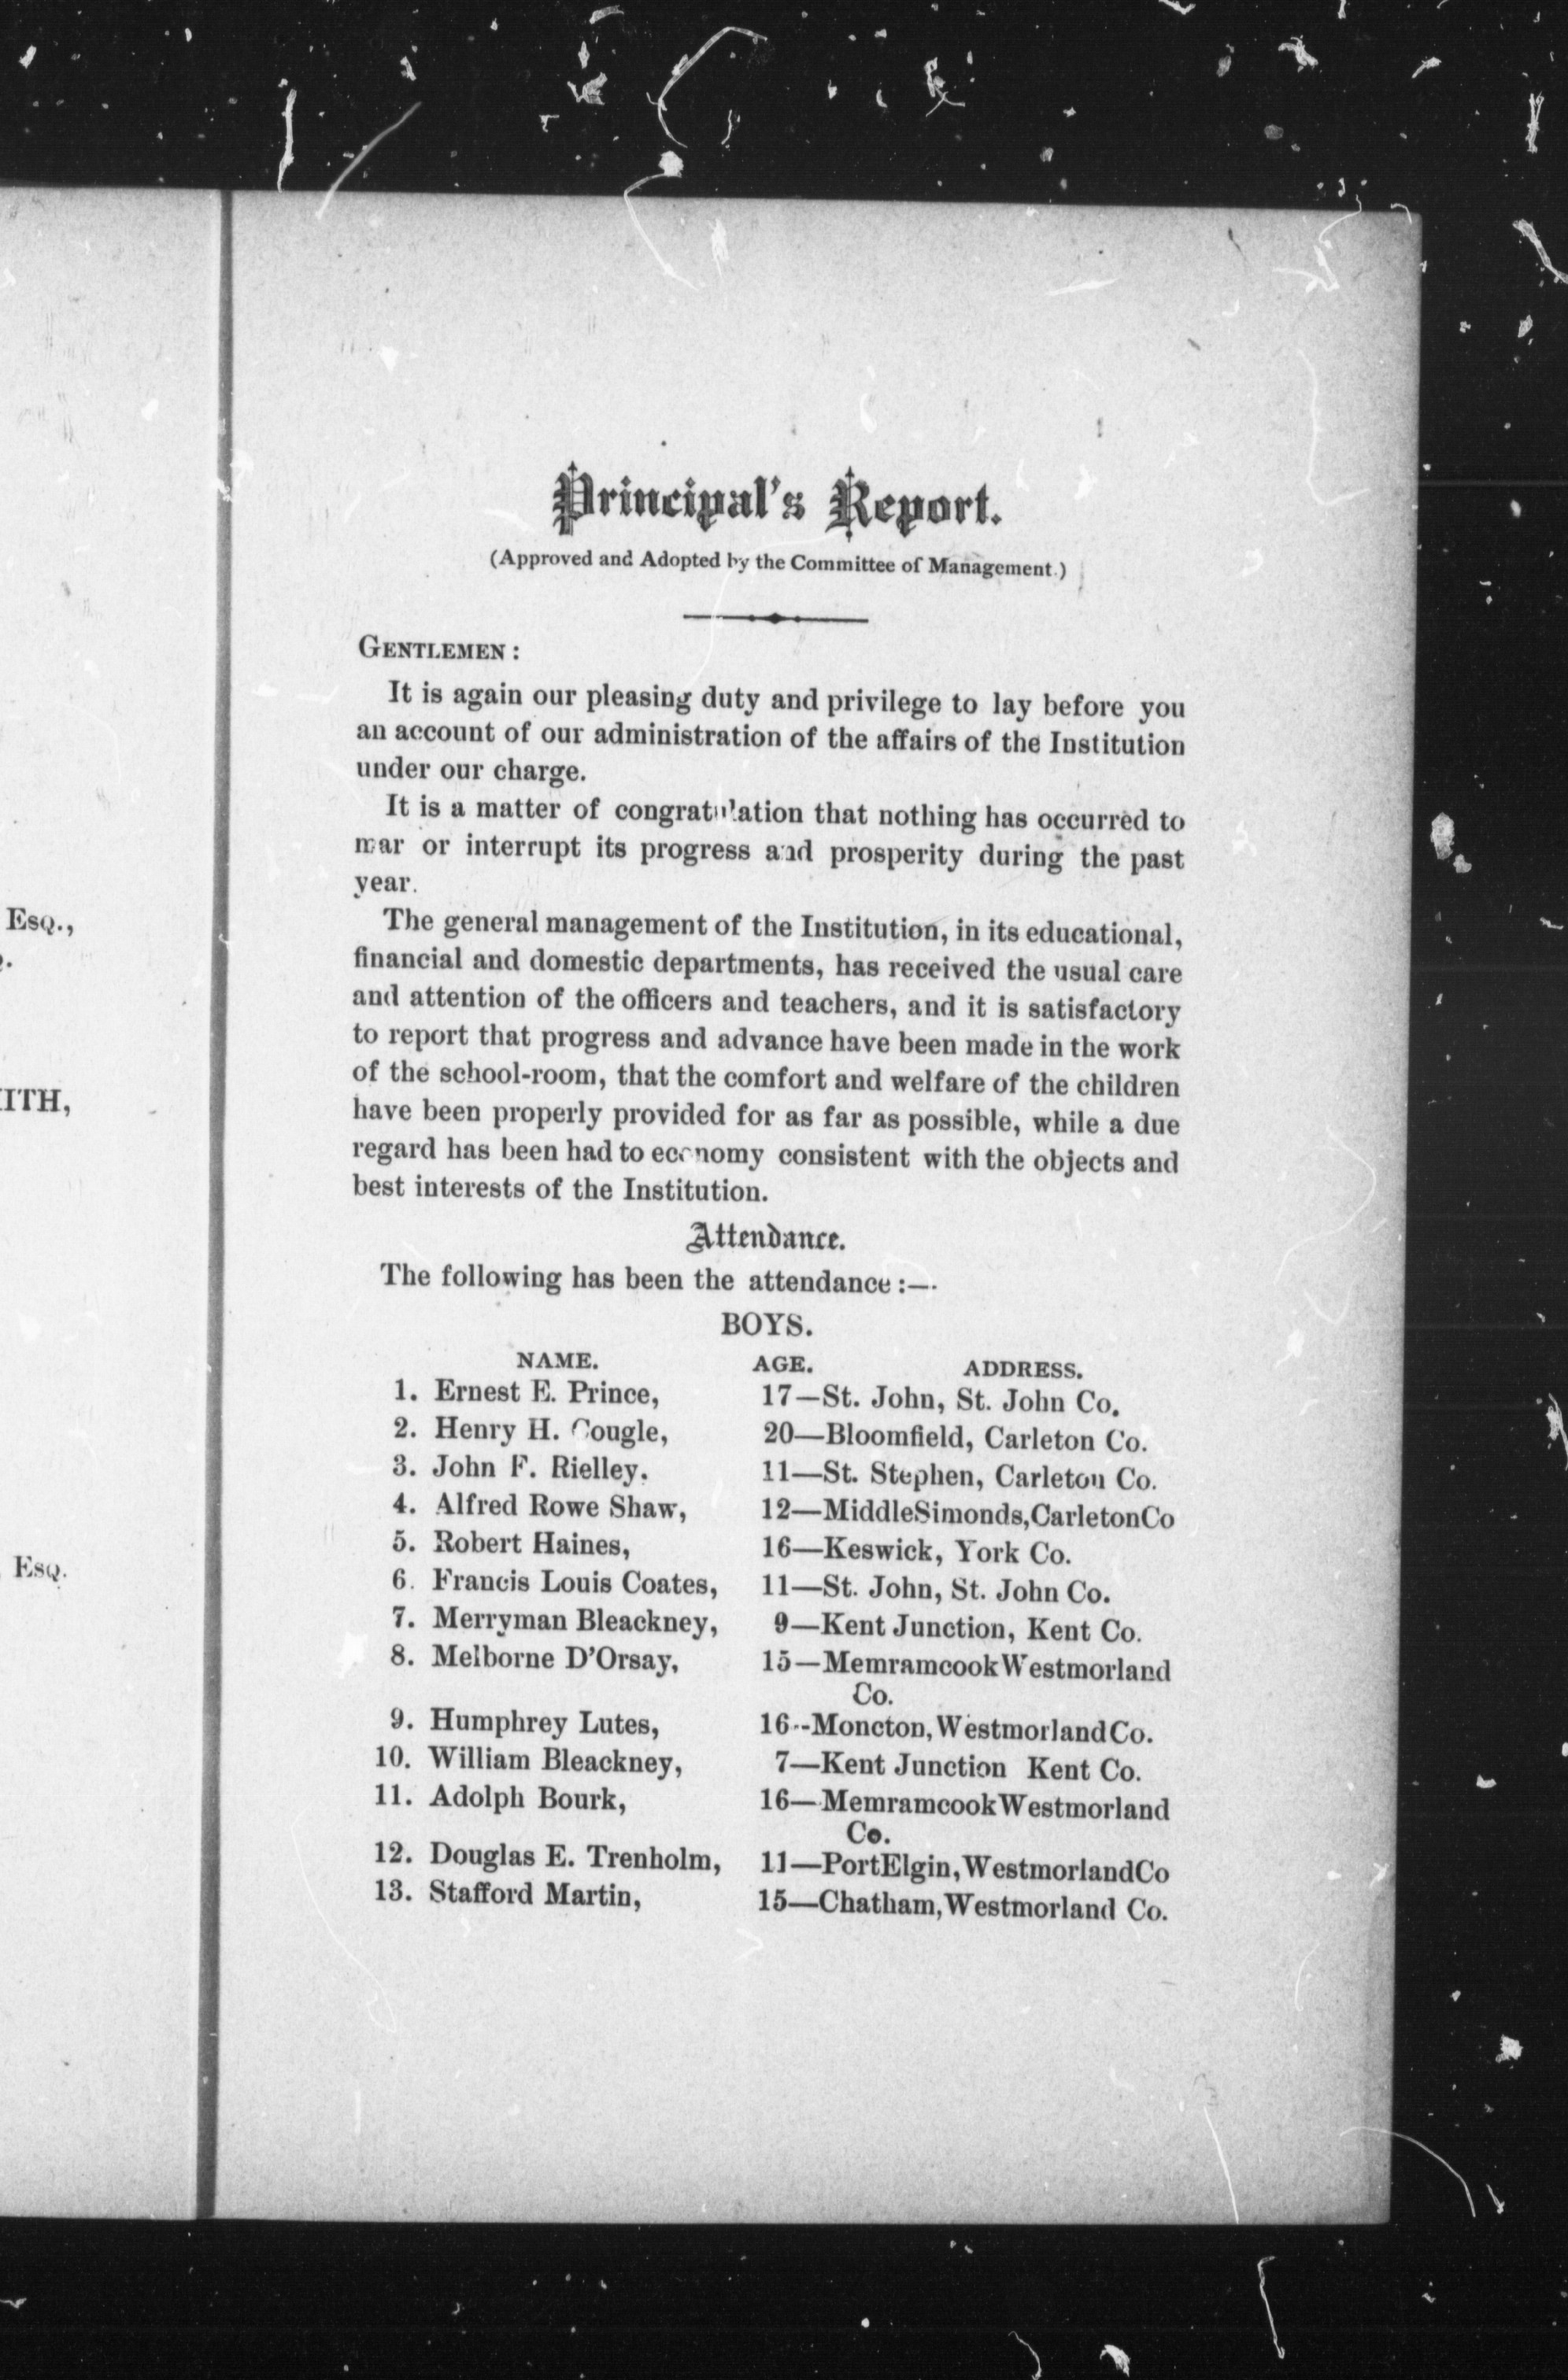 Esq.,
ITH,
Esq.
Principal's Report.
(Approved and Adopted by the Committee of Management.)
GENTLEMEN:
It is again our pleasing duty and privilege to lay before you
an account of our administration of the affairs of the Institution
under our charge.
It is a matter of congratulation that nothing has occurred to
mar or interrupt its progress and prosperity during the past
year.
The general management of the Institution, in its educational,
financial and domestic departments, has received the usual care
and attention of the officers and teachers, and it is satisfactory
to report that progress and advance have been made in the work
of the school-room, that the comfort and welfare of the children
have been properly provided for as far as possible, while a due
regard has been had to economy consistent with the objects and
best interests of the Institution.
Attendance.
The following has been the attendance:—
BOYS.
NAME. AGE. ADDRESS.
1. Ernest E. Prince, 17—St. John, St. John Co.
2. Henry H. Cougle, 20—Bloomfield, Carleton Co.
3. John F. Rielley. 11—St. Stephen, Carleton Co.
4. Alfred Rowe Shaw, 12—MiddleSimonds,CarletonCo
5. Robert Haines, 16—Keswick, York Co.
6. Francis Louis Coates, 11—St. John, St. John Co.
7. Merryman Bleackney, 9—Kent Junction, Kent Co.
8. Melborne D'Orsay, 15—MemramcookWestmorland
Co.
9. Humphrey Lutes, 16--Moncton,WestmorlandCo.
10. William Bleackney, 7—Kent Junction Kent Co.
11. Adolph Bourk, 16—MemramcookWestmorland
Co.
12. Douglas E. Trenholm, 11—PortElgin,WestmorlandCo
13. Stafford Martin, 15—Chatham,Westmorland Co.